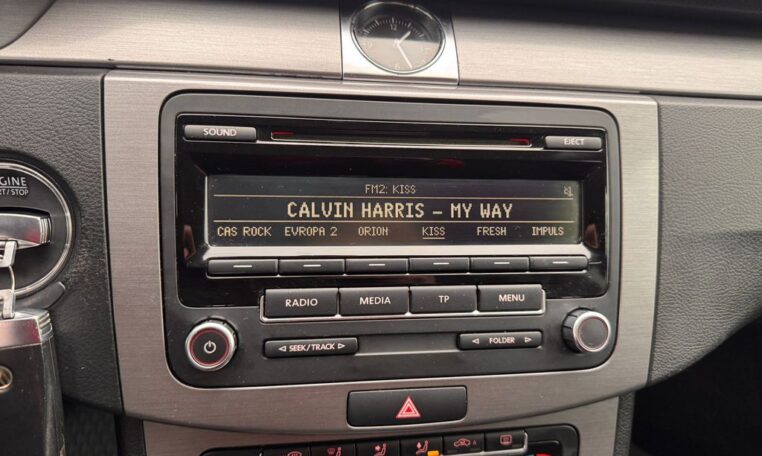 SOUND
EJECT
ENGINE
START/STOP
FM2: KISS
CALVIN HARRIS - MY WAY
CAS ROCK EVROPA 2 ORION KISS FRESH IMPULS
RADIO MEDIA TP MENU
SEEK/TRACK FOLDER